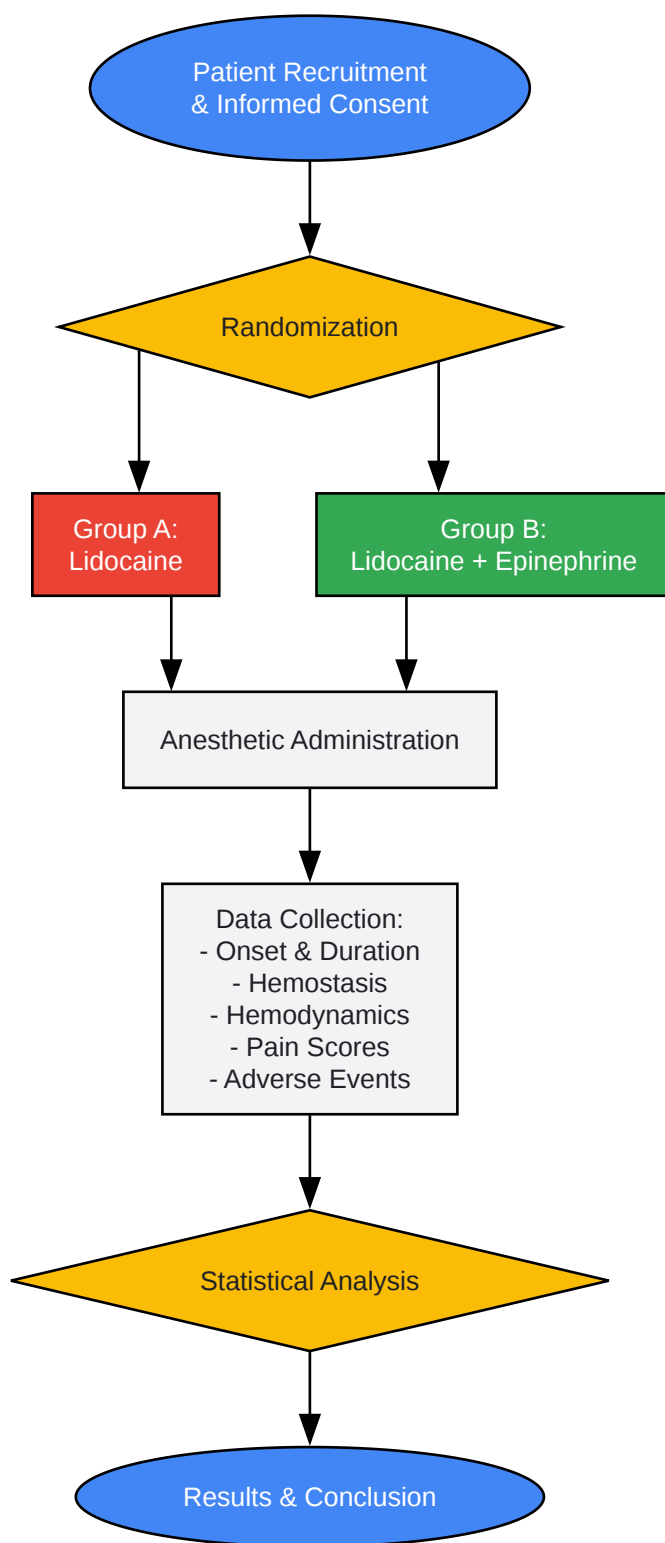 Patient Recruitment
& Informed Consent
Randomization
Group A:
Lidocaine
Group B:
Lidocaine + Epinephrine
Anesthetic Administration
Data Collection:
- Onset & Duration
- Hemostasis
- Hemodynamics
- Pain Scores
- Adverse Events
Statistical Analysis
Results & Conclusion